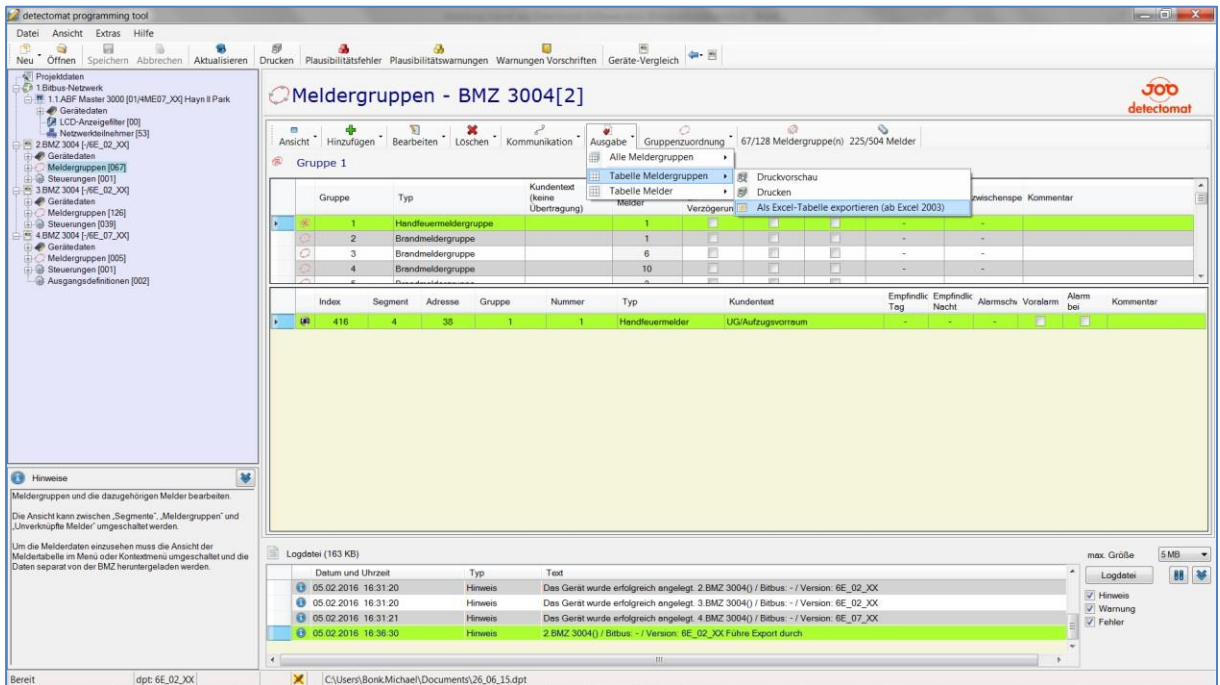 detectomat programming tool
Datei Ansicht Extras Hilfe
Neu Öffnen Speichern Abbrechen Aktualisieren Drucken Plausibilitätsfehler Plausibilitätswarnungen Warnungen Vorschriften Geräte-Vergleich
Projektdaten
1.Bitbus-Netzwerk
1.1.ABF Master 3000 [01/4ME07_XX] Hayn II Park
Gerätedaten
LCD-Anzeigefilter [00]
Netzwerkteilnehmer [53]
2.BMZ 3004 [-/6E_02_XX]
Gerätedaten
Meldergruppen [067]
Steuerungen [001]
3.BMZ 3004 [-/6E_02_XX]
Gerätedaten
Meldergruppen [126]
Steuerungen [039]
4.BMZ 3004 [-/6E_07_XX]
Gerätedaten
Meldergruppen [005]
Steuerungen [001]
Ausgangsdefinitionen [002]
Hinweise
Meldergruppen und die dazugehörigen Melder bearbeiten.
Die Ansicht kann zwischen „Segmente", „Meldergruppen" und
„Unverknüpfte Melder" umgeschaltet werden.
Um die Melderdaten einzusehen muss die Ansicht der
Meldertabelle im Menü oder Kontextmenü umgeschaltet und die
Daten separat von der BMZ heruntergeladen werden.
Meldergruppen - BMZ 3004[2]
JOB
detectomat
Ansicht Hinzufügen Bearbeiten Löschen Kommunikation Ausgabe Gruppenzuordnung 67/128 Meldergruppe(n) 225/504 Melder
Gruppe 1
Alle Meldergruppen
Tabelle Meldergruppen
Tabelle Melder
Druckvorschau
Drucken
Als Excel-Tabelle exportieren (ab Excel 2003)
Gruppe Typ Kundentext (keine Übertragung) Melder Verzögerun zwischenspe Kommentar
1 Handfeuermeldergruppe 1 - -
2 Brandmeldergruppe 1 - -
3 Brandmeldergruppe 6 - -
4 Brandmeldergruppe 10 - -
Index Segment Adresse Gruppe Nummer Typ Kundentext Empfindlic Tag Empfindlic Nacht Alarmschw Voralarm Alarm bei Kommentar
416 4 38 1 1 Handfeuermelder UG/Aufzugsvorraum - - -
Logdatei (163 KB)
max. Größe 5 MB
Datum und Uhrzeit Typ Text
05.02.2016 16:31:20 Hinweis Das Gerät wurde erfolgreich angelegt. 2.BMZ 3004() / Bitbus: - / Version: 6E_02_XX
05.02.2016 16:31:20 Hinweis Das Gerät wurde erfolgreich angelegt. 3.BMZ 3004() / Bitbus: - / Version: 6E_02_XX
05.02.2016 16:31:21 Hinweis Das Gerät wurde erfolgreich angelegt. 4.BMZ 3004() / Bitbus: - / Version: 6E_07_XX
05.02.2016 16:36:30 Hinweis 2.BMZ 3004() / Bitbus: - / Version: 6E_02_XX Führe Export durch
Logdatei
Hinweis
Warnung
Fehler
Bereit dpt: 6E_02_XX C:\Users\Bonk.Michael\Documents\26_06_15.dpt